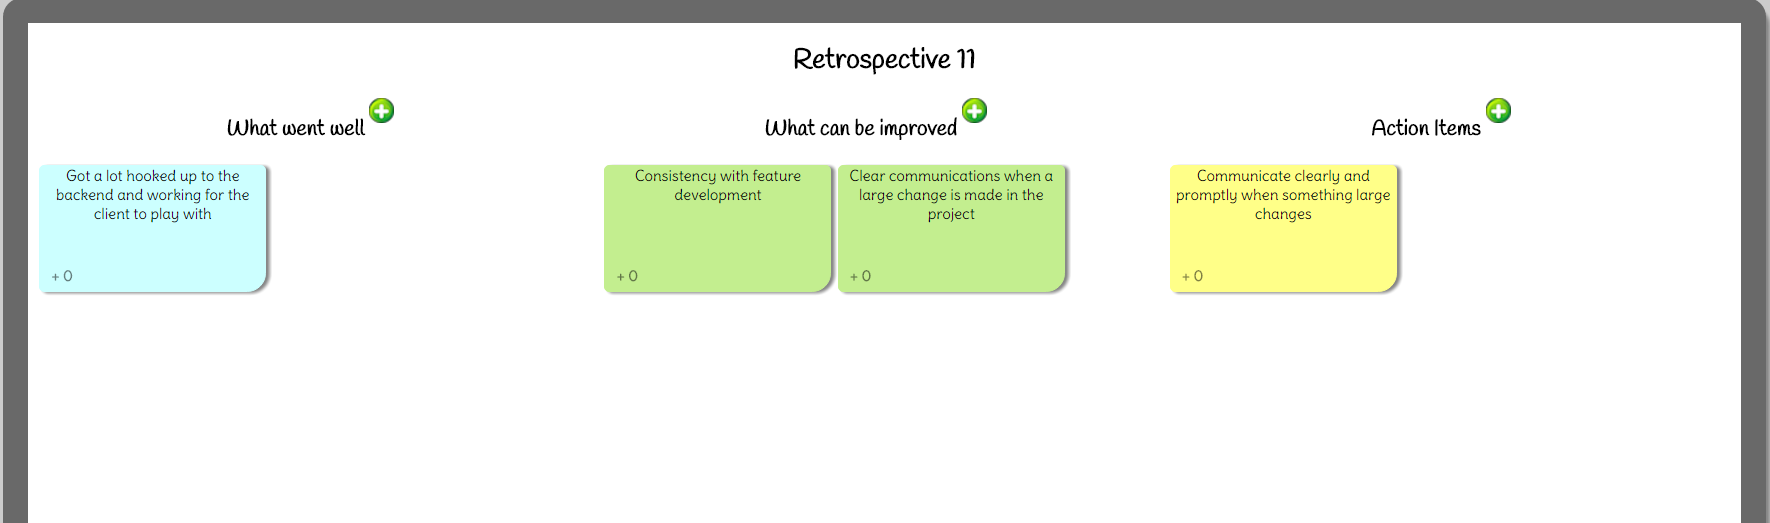 Retrospective 11
What went well
What can be improved
Action Items
Got a lot hooked up to the
backend and working for the
client to play with
+ 0
Consistency with feature
development
+ 0
Clear communications when a
large change is made in the
project
+ 0
Communicate clearly and
promptly when something large
changes
+ 0